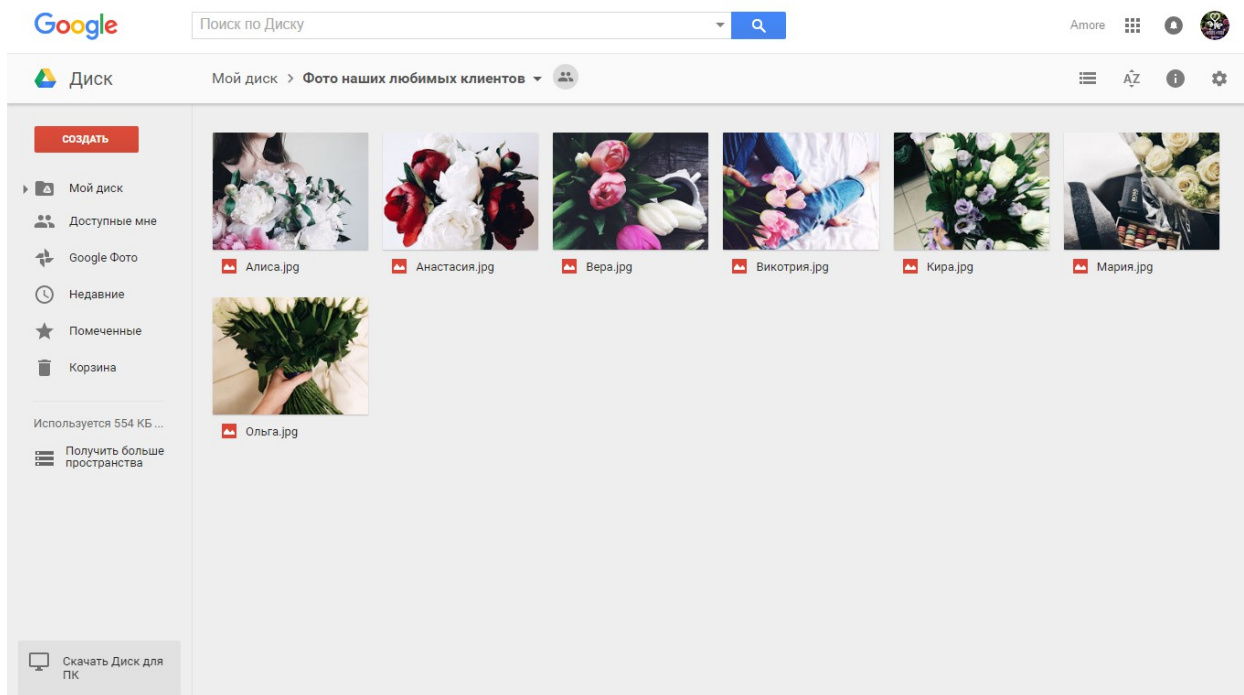 Google
Поиск по Диску
Amore
Диск
Мой диск > Фото наших любимых клиентов
AZ
СОЗДАТЬ
Мой диск
Доступные мне
Google Фото
Недавние
Помеченные
Корзина
Используется 554 КБ ...
Получить больше
пространства
Скачать Диск для
ПК
Алиса.jpg
Анастасия.jpg
Вера.jpg
Викотрия.jpg
Кира.jpg
Мария.jpg
Ольга.jpg